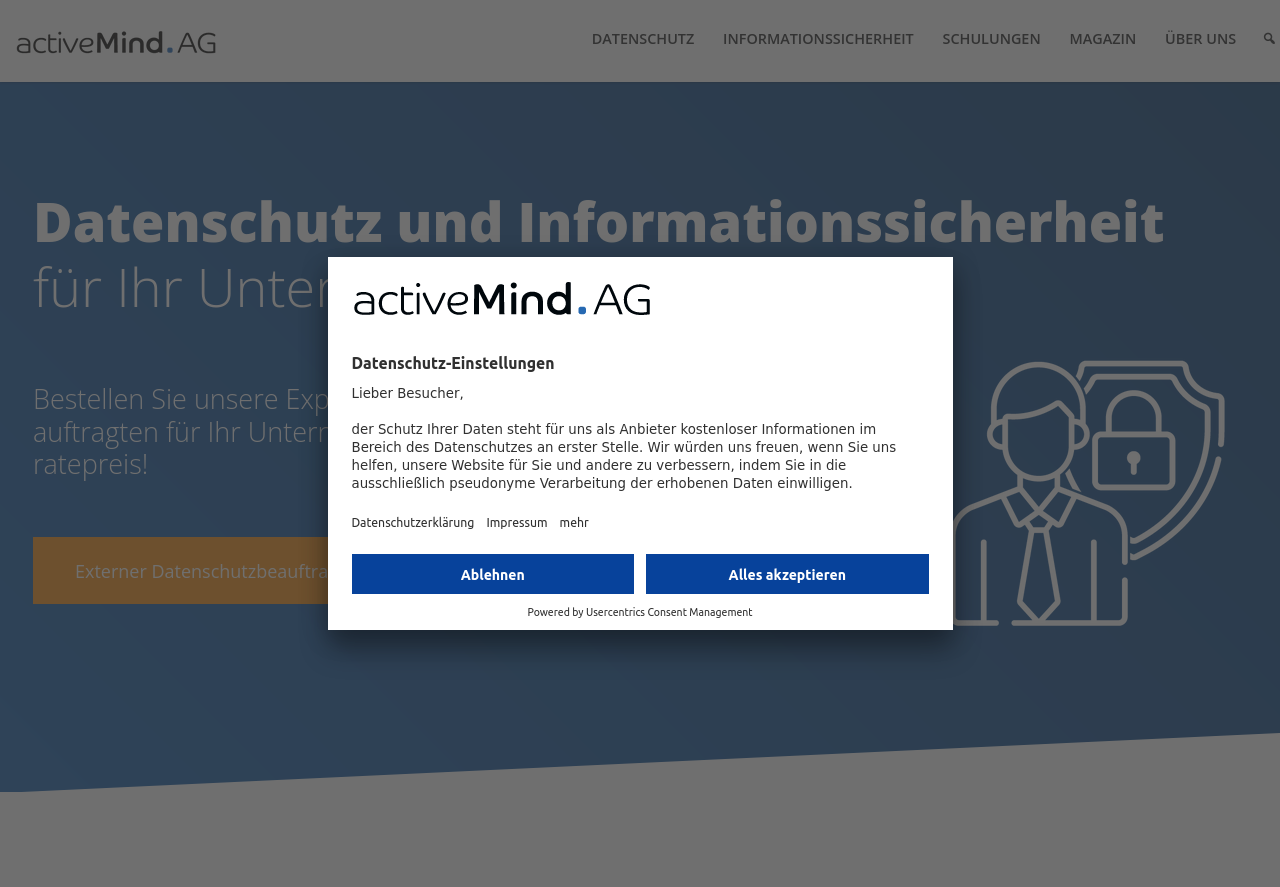 activeMind.AG
DATENSCHUTZ INFORMATIONSSICHERHEIT SCHULUNGEN MAGAZIN ÜBER UNS
Datenschutz und Informationssicherheit
für Ihr Unter
Bestellen Sie unsere Exp
auftragten für Ihr Untern
ratepreis!
Externer Datenschutzbeauftra
activeMind.AG
Datenschutz-Einstellungen
Lieber Besucher,
der Schutz Ihrer Daten steht für uns als Anbieter kostenloser Informationen im
Bereich des Datenschutzes an erster Stelle. Wir würden uns freuen, wenn Sie uns
helfen, unsere Website für Sie und andere zu verbessern, indem Sie in die
ausschließlich pseudonyme Verarbeitung der erhobenen Daten einwilligen.
Datenschutzerklärung Impressum mehr
Ablehnen Alles akzeptieren
Powered by Usercentrics Consent Management